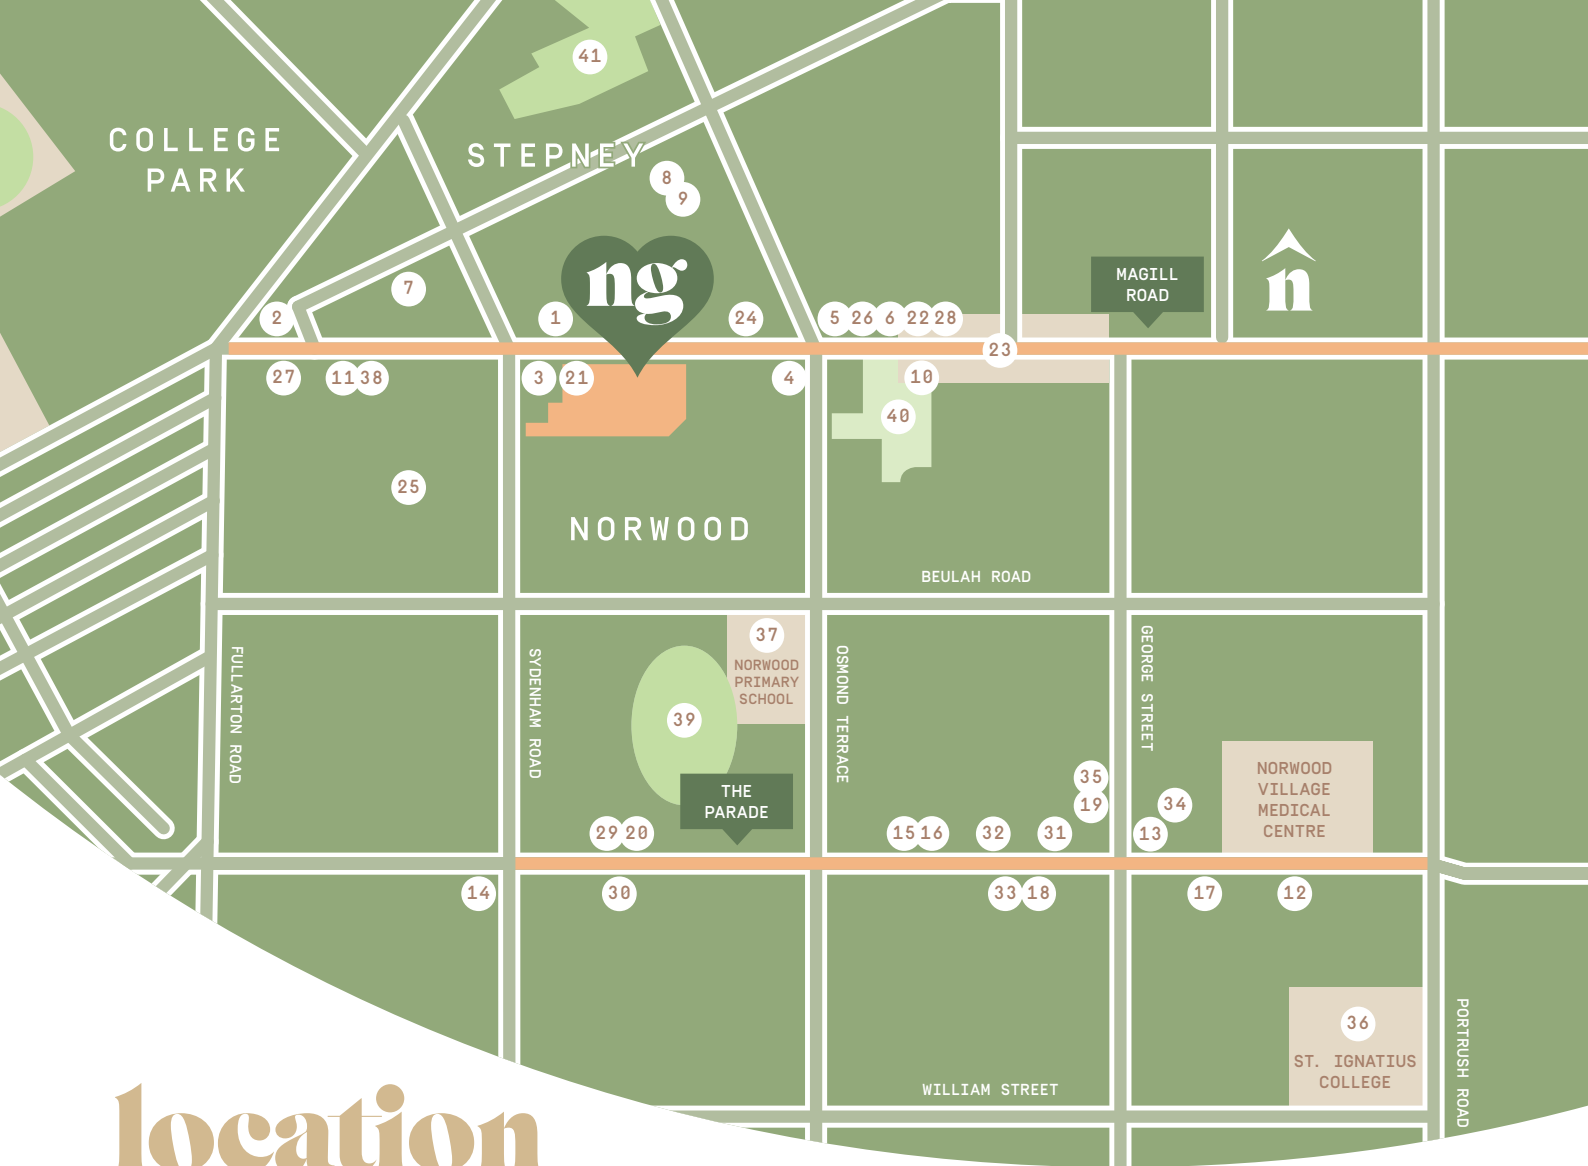 41
COLLEGE
PARK
STEPNEY
8
9
ng
MAGILL
ROAD
n
7
2
1
24
5 26 6 22 28
23
27
11 38
3
21
4
10
40
25
NORWOOD
BEULAH ROAD
37
NORWOOD
PRIMARY
SCHOOL
39
FULLARTON ROAD
SYDENHAM ROAD
OSMOND TERRACE
GEORGE STREET
THE
PARADE
35
19
34
NORWOOD
VILLAGE
MEDICAL
CENTRE
29 20
15 16
32
31
13
14
30
33 18
17
12
36
ST. IGNATIUS
COLLEGE
PORTRUSH ROAD
WILLIAM STREET
location